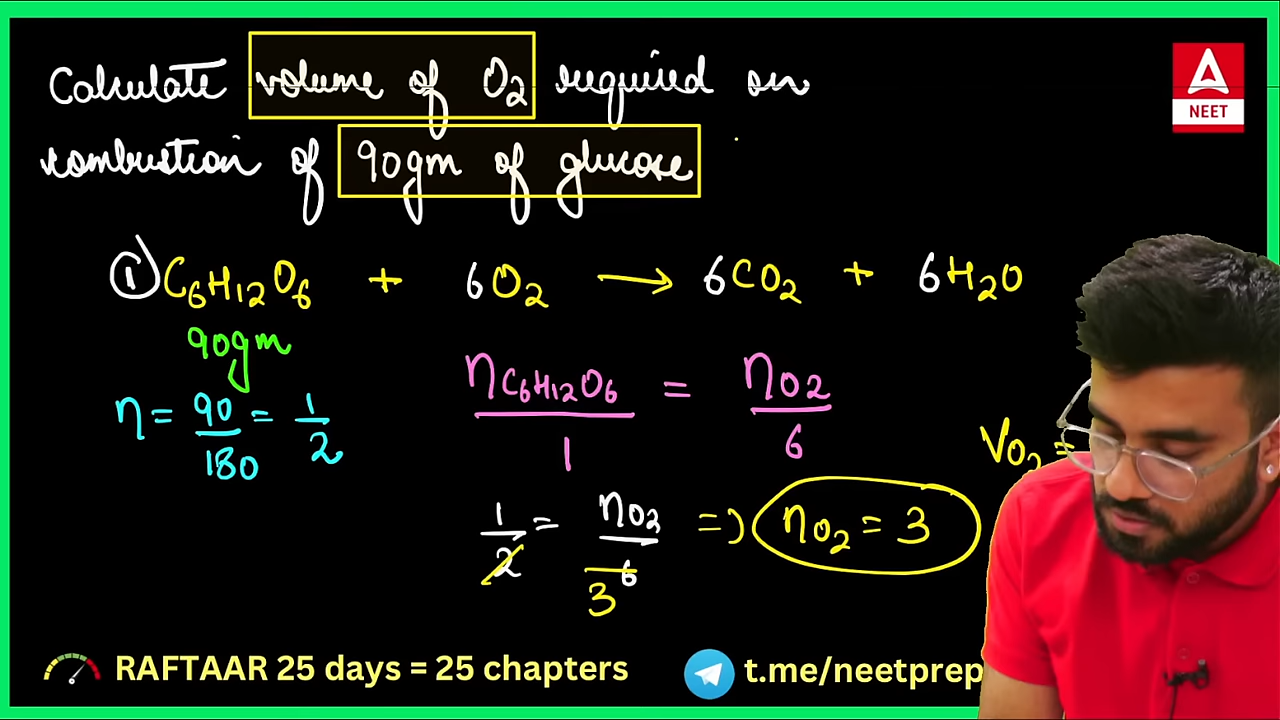 Calculate volume of O2 required on
combustion of 90gm of glucose
A
NEET
① C6H12O6 + 6O2 → 6CO2 + 6H2O
90gm
n = 90/180 = 1/2
nC6H12O6/1 = nO2/6
VO2 =
1/2 = nO2/6 3 => nO2 = 3
RAFTAAR 25 days = 25 chapters
t.me/neetprep